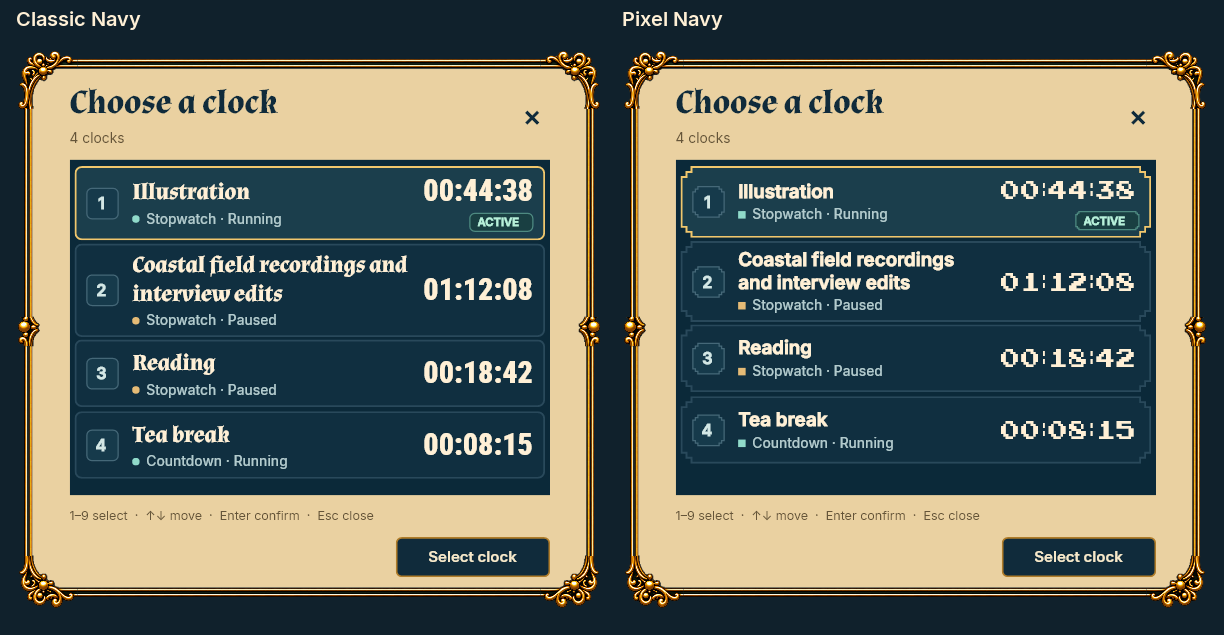 Classic Navy
Choose a clock
×
4 clocks
1
Illustration
00:44:38
Stopwatch · Running
ACTIVE
2
Coastal field recordings and
interview edits
01:12:08
Stopwatch · Paused
3
Reading
00:18:42
Stopwatch · Paused
4
Tea break
00:08:15
Countdown · Running
1–9 select · ↑↓ move · Enter confirm · Esc close
Select clock
Pixel Navy
Choose a clock
×
4 clocks
1
Illustration
00:44:38
Stopwatch · Running
ACTIVE
2
Coastal field recordings
and interview edits
01:12:08
Stopwatch · Paused
3
Reading
00:18:42
Stopwatch · Paused
4
Tea break
00:08:15
Countdown · Running
1–9 select · ↑↓ move · Enter confirm · Esc close
Select clock